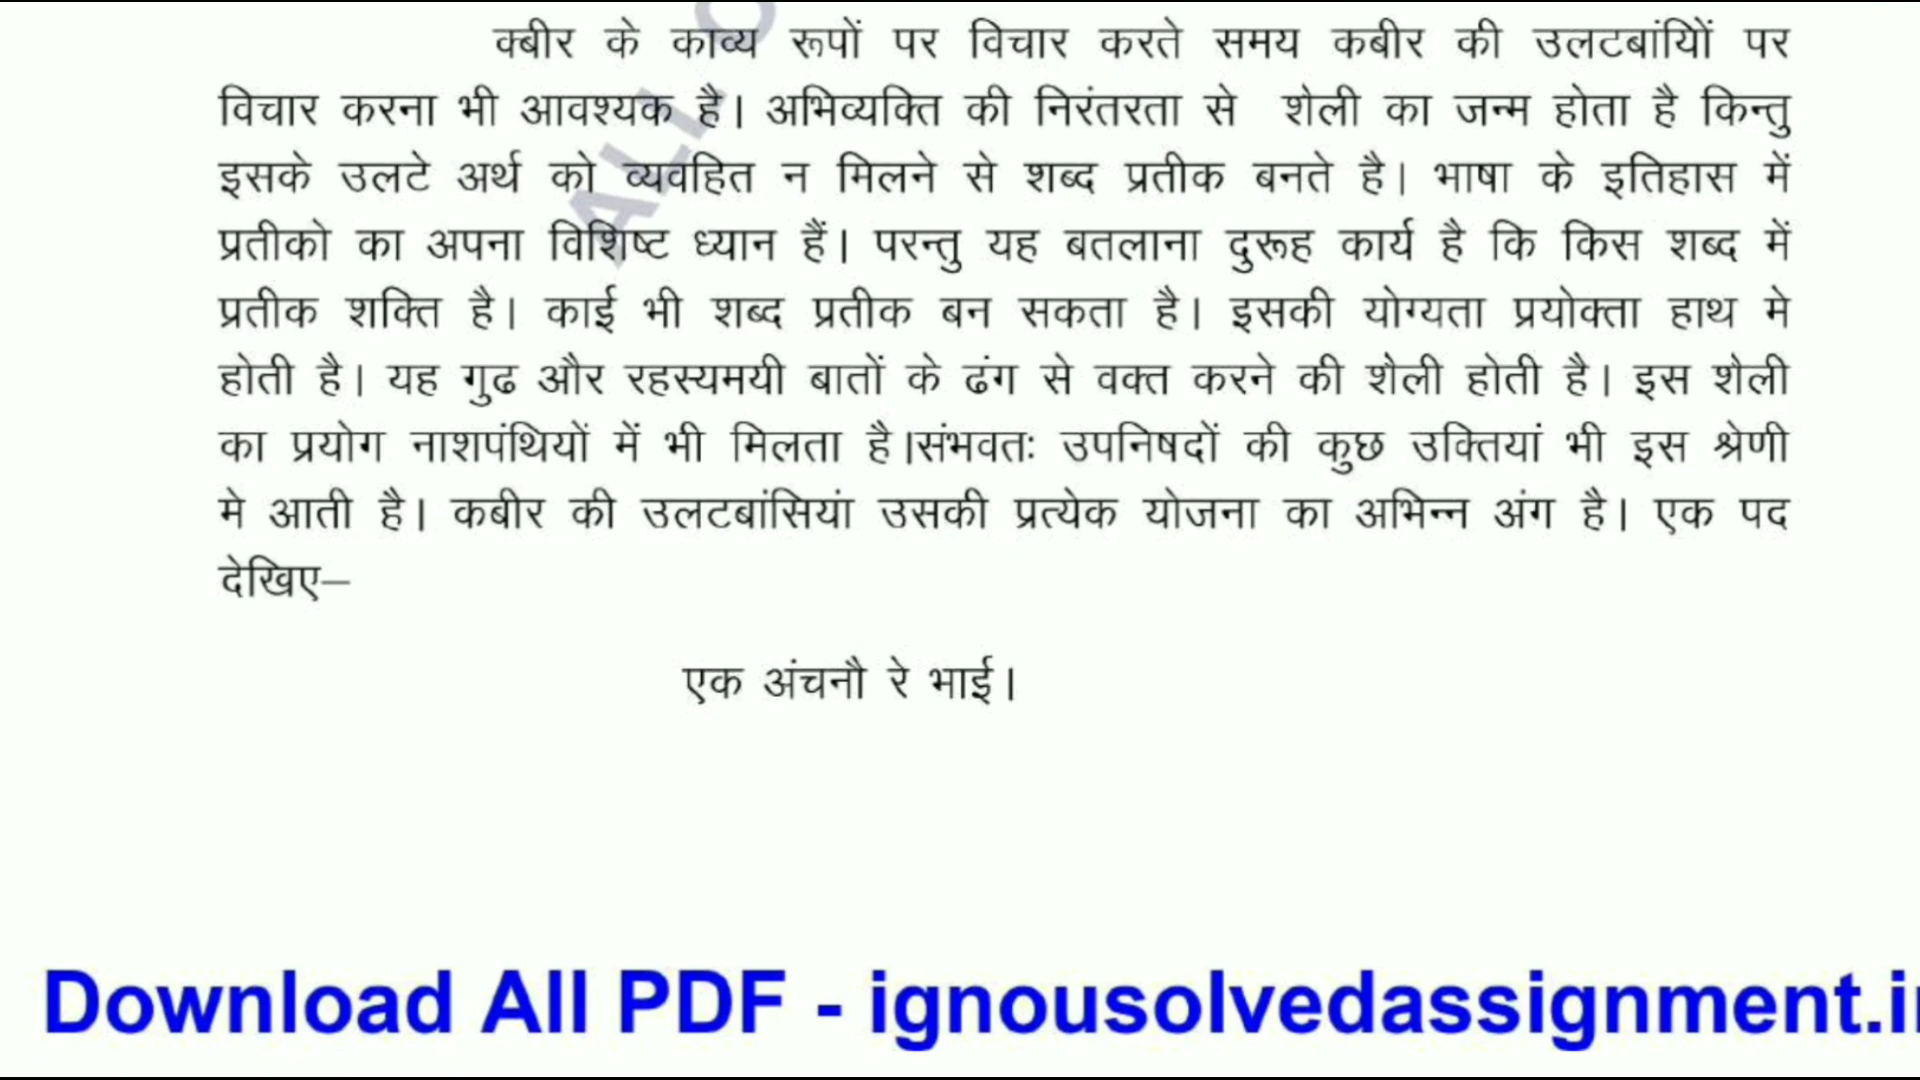 क्बीर के काव्य रूपों पर विचार करते समय कबीर की उलटबांयिों पर
विचार करना भी आवश्यक है। अभिव्यक्ति की निरंतरता से शेली का जन्म होता है किन्तु
इसके उलटे अर्थ को व्यवहित न मिलने से शब्द प्रतीक बनते है। भाषा के इतिहास में
प्रतीको का अपना विशिष्ट ध्यान हैं। परन्तु यह बतलाना दुरूह कार्य है कि किस शब्द में
प्रतीक शक्ति है। काई भी शब्द प्रतीक बन सकता है। इसकी योग्यता प्रयोक्ता हाथ मे
होती है। यह गुढ और रहस्यमयी बातों के ढंग से वक्त करने की शैली होती है। इस शैली
का प्रयोग नाशपंथियों में भी मिलता है।संभवतः उपनिषदों की कुछ उक्तियां भी इस श्रेणी
मे आती है। कबीर की उलटबांसियां उसकी प्रत्येक योजना का अभिन्न अंग है। एक पद
देखिए–
एक अंचनौ रे भाई।
ALL
Download All PDF - ignousolvedassignment.in